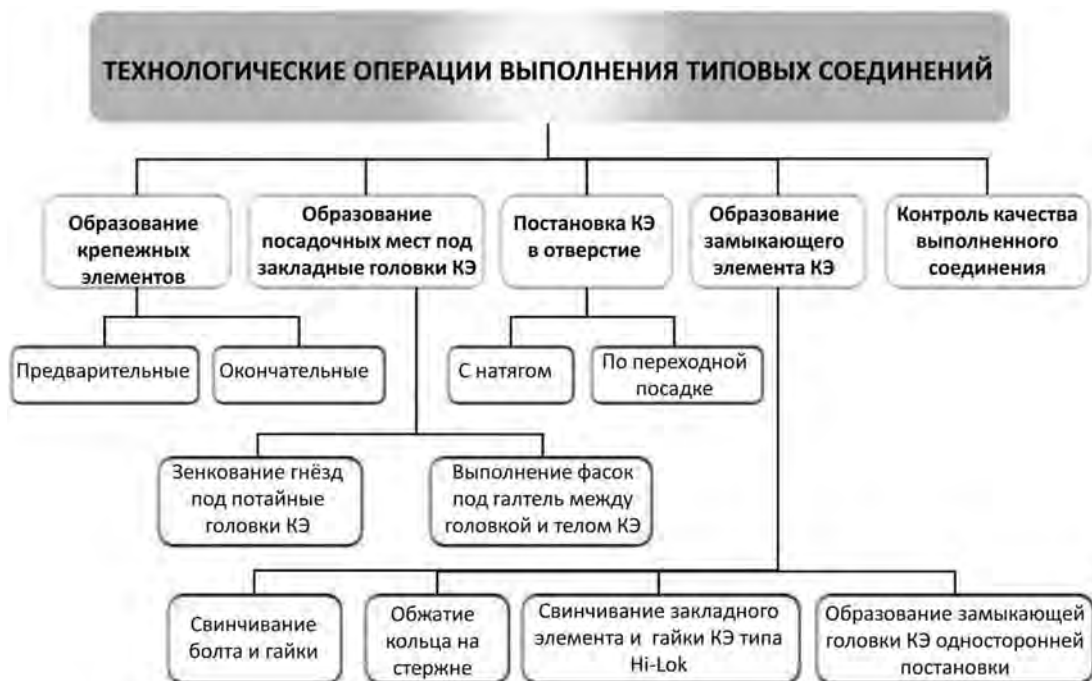 ТЕХНОЛОГИЧЕСКИЕ ОПЕРАЦИИ ВЫПОЛНЕНИЯ ТИПОВЫХ СОЕДИНЕНИЙ
Образование
крепежных
элементов
Образование
посадочных мест под
закладные головки КЭ
Постановка КЭ
в отверстие
Образование
замыкающего
элемента КЭ
Контроль качества
выполненного
соединения
Предварительные
Окончательные
С натягом
По переходной
посадке
Зенкование гнёзд
под потайные
головки КЭ
Выполнение фасок
под галтель между
головкой и телом КЭ
Свинчивание
болта и гайки
Обжатие
кольца на
стержне
Свинчивание закладного
элемента и гайки КЭ типа
Hi-Lok
Образование замыкающей
головки КЭ односторонней
постановки